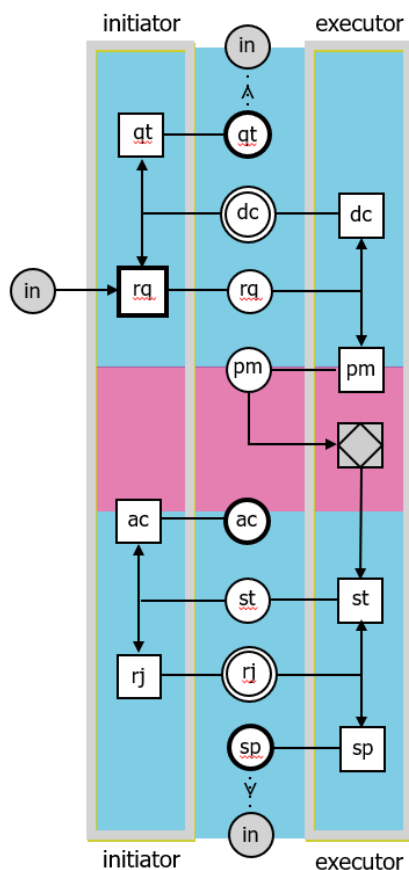 initiator executor
in
qt qt
dc dc
in rq rq
pm pm
ac ac
st st
rj rj
sp sp
in
initiator executor